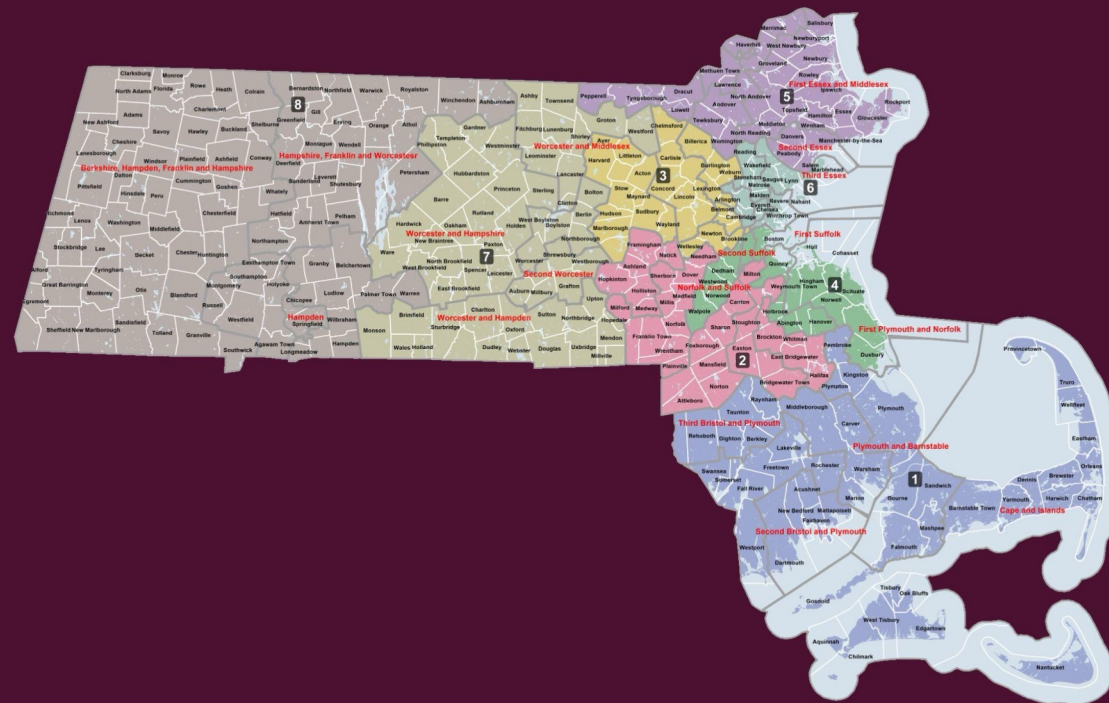 Salisbury
Merrimac
Newburyport
Haverhill
West Newbury
Groveland
Newbury
Methuen Town
Rowley
Lawrence
First Essex and Middlesex
Ipswich
North Andover
5
Rockport
Andover
Topsfield
Essex
Hamilton
Gloucester
Middleton
Wenham
Manchester-by-the-Sea
North Reading
Danvers
Second Essex
Peabody
Salem
Marblehead
Third Essex
6
Clarksburg
Monroe
North Adams
Florida
Rowe
Heath
Colrain
Bernardston
Northfield
Warwick
Royalston
Winchendon
Ashburnham
Ashby
Townsend
Pepperell
Tyngsborough
Dracut
Lowell
Tewksbury
Wilmington
8
Adams
Charlemont
Gill
Greenfield
Shelburne
Erving
Orange
Athol
New Ashford
Savoy
Hawley
Buckland
Cheshire
Montague
Wendell
Lanesborough
Windsor
Plainfield
Ashfield
Conway
Deerfield
Hampshire, Franklin and Worcester
Berkshire, Hampden, Franklin and Hampshire
Dalton
Pittsfield
Hinsdale
Peru
Cummington
Goshen
Whately
Sunderland
Leverett
Shutesbury
Richmond
Lenox
Washington
Middlefield
Chesterfield
Hatfield
Amherst Town
Pelham
Northampton
Stockbridge
Lee
Becket
Chester
Huntington
Easthampton Town
Granby
Belchertown
Ware
Alford
Tyringham
Southampton
Great Barrington
Monterey
Otis
Blandford
Montgomery
Holyoke
Chicopee
Ludlow
Palmer Town
Warren
Egremont
Russell
Westfield
Hampden
Springfield
Wilbraham
Sheffield
New Marlborough
Sandisfield
Tolland
Granville
Southwick
Agawam Town
Longmeadow
Hampden
Monson
Gardner
Templeton
Phillipston
Westminster
Fitchburg
Lunenburg
Groton
Westford
Chelmsford
Shirley
Ayer
Worcester and Middlesex
Leominster
Harvard
Littleton
Carlisle
Billerica
Petersham
Hubbardston
Lancaster
Acton
3
Princeton
Sterling
Bolton
Stow
Concord
Maynard
Lincoln
Lexington
Burlington
Woburn
Reading
Wakefield
Stoneham
Saugus
Lynn
Melrose
Malden
Everett
Revere
Nahant
Chelsea
Winthrop Town
Arlington
Belmont
Cambridge
Barre
Rutland
Clinton
Berlin
Hudson
Sudbury
Marlborough
Wayland
Hardwick
Oakham
Holden
West Boylston
Boylston
Worcester and Hampshire
New Braintree
Paxton
Northborough
7
North Brookfield
Shrewsbury
Worcester
Westborough
West Brookfield
Spencer
Leicester
Second Worcester
East Brookfield
Auburn
Millbury
Grafton
Upton
Brimfield
Charlton
Worcester and Hampden
Sturbridge
Oxford
Sutton
Northbridge
Hopedale
Mendon
Wales
Holland
Dudley
Webster
Douglas
Uxbridge
Millville
Newton
Brookline
Boston
First Suffolk
Hull
Cohasset
Framingham
Natick
Wellesley
Needham
Second Suffolk
Quincy
Ashland
Sherborn
Dover
Dedham
Milton
Hopkinton
Westwood
Norfolk and Suffolk
Holliston
Medfield
Norwood
Canton
Weymouth Town
Hingham
4
Scituate
Norwell
Milford
Medway
Millis
Walpole
Holbrook
Norfolk
Sharon
Stoughton
Abington
Hanover
First Plymouth and Norfolk
Franklin Town
Foxborough
Brockton
Whitman
Pembroke
Wrentham
Easton
East Bridgewater
Duxbury
Plainville
Mansfield
2
Halifax
Kingston
Norton
Bridgewater Town
Plympton
Attleboro
Raynham
Taunton
Middleborough
Plymouth
Third Bristol and Plymouth
Carver
Rehoboth
Dighton
Berkley
Lakeville
Plymouth and Barnstable
Swansea
Freetown
Rochester
Wareham
Somerset
1
Fall River
Acushnet
Marion
Bourne
Sandwich
New Bedford
Mattapoisett
Fairhaven
Second Bristol and Plymouth
Westport
Dartmouth
Falmouth
Mashpee
Barnstable Town
Provincetown
Truro
Wellfleet
Eastham
Orleans
Brewster
Dennis
Yarmouth
Harwich
Chatham
Cape and Islands
Gosnold
Tisbury
Oak Bluffs
West Tisbury
Edgartown
Aquinnah
Chilmark
Nantucket